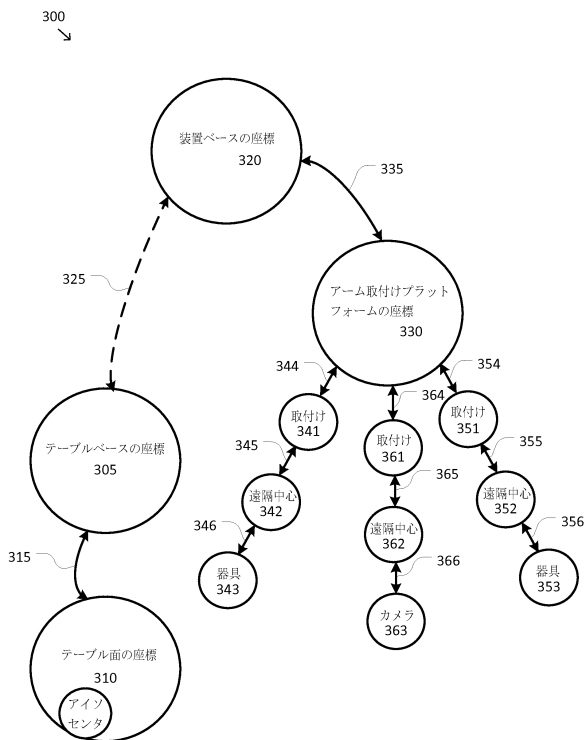 300
装置ベースの座標
320
335
325
アーム取付けプラット
フォームの座標
330
344
364
354
取付け
341
取付け
361
取付け
351
345
365
355
テーブルベースの座標
305
遠隔中心
342
遠隔中心
362
遠隔中心
352
346
366
356
315
器具
343
カメラ
363
器具
353
テーブル面の座標
310
アイソ
センタ